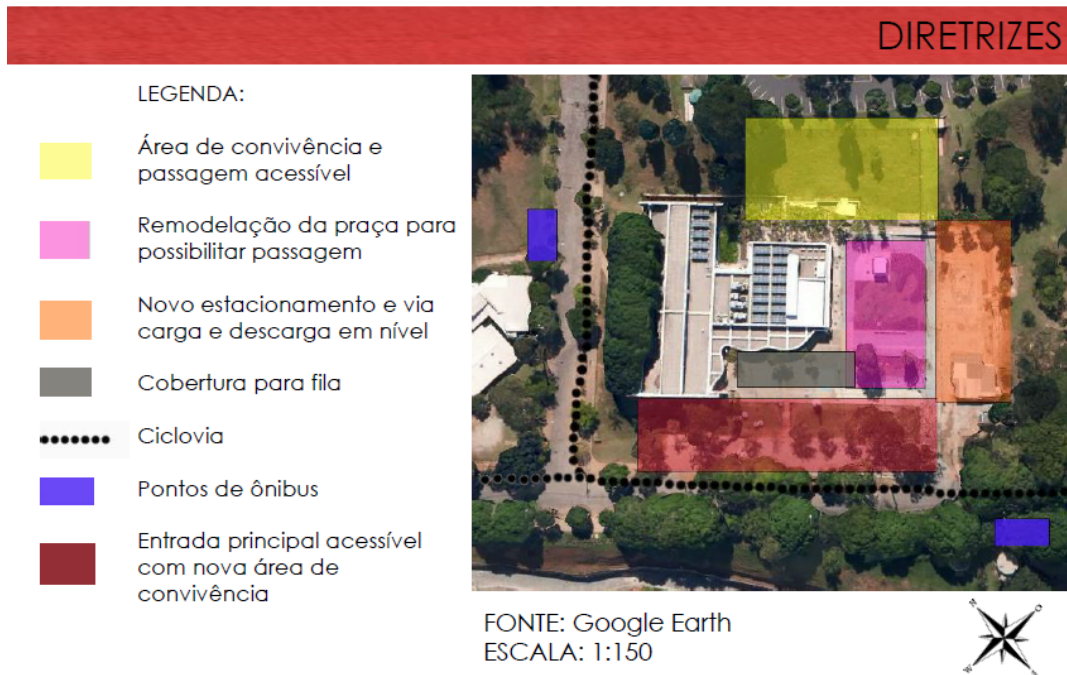 DIRETRIZES
LEGENDA:
Área de convivência e
passagem acessível
Remodelação da praça para
possibilitar passagem
Novo estacionamento e via
carga e descarga em nível
Cobertura para fila
Ciclovia
Pontos de ônibus
Entrada principal acessível
com nova área de
convivência
FONTE: Google Earth
ESCALA: 1:150
N
O
W